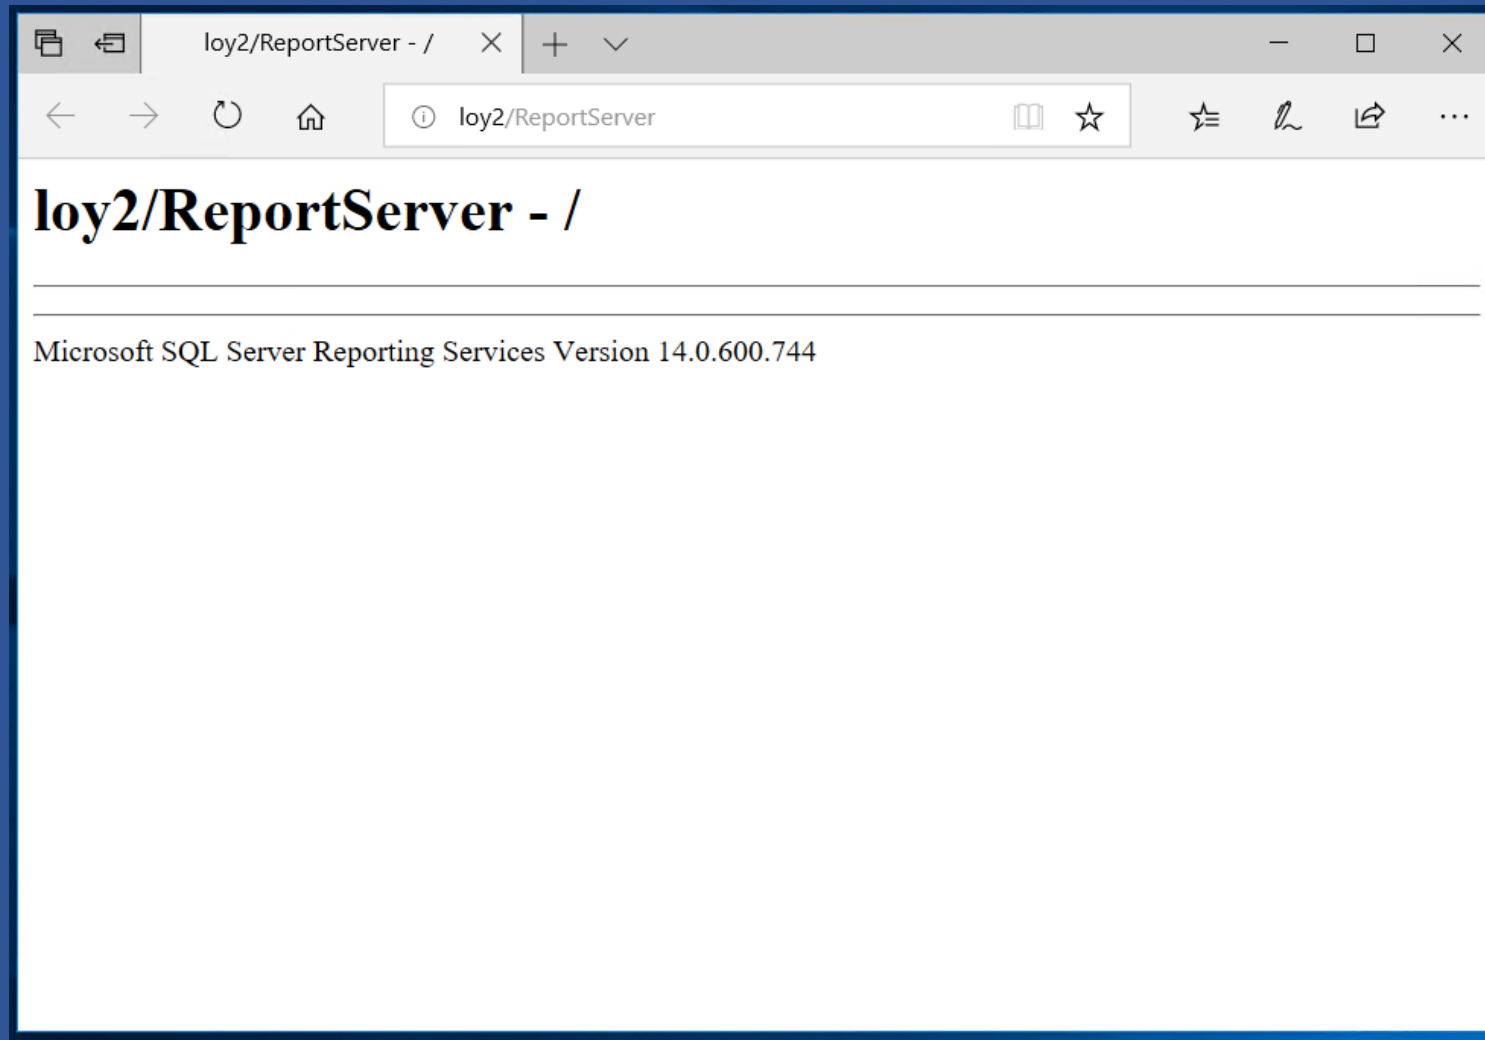 loy2/ReportServer - /
loy2/ReportServer
loy2/ReportServer - /
Microsoft SQL Server Reporting Services Version 14.0.600.744